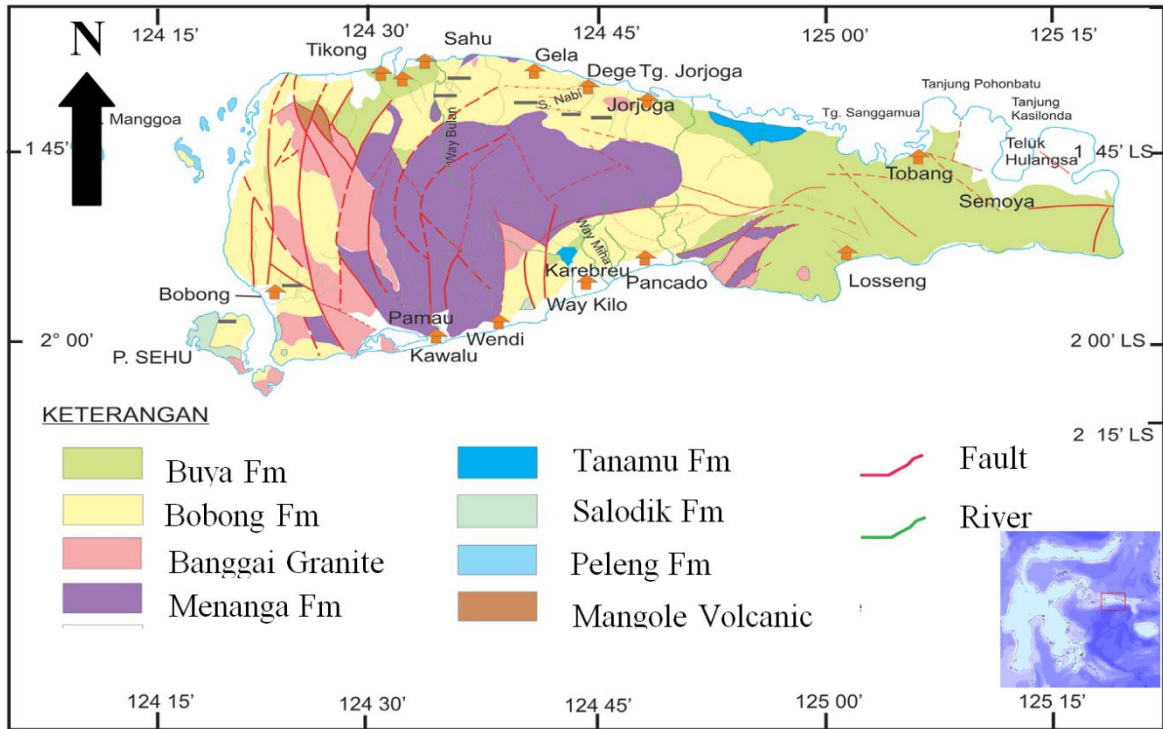 124 15' 124 30' 124 45' 125 00' 125 15'
N
Tikong
Sahu
Gela
Dege Tg. Jorjoga
Jorjoga
S. Nabi
Way Bulan
Tanjung Pohonbatu
Tanjung Kasilonda
Tg. Sanggamua
Teluk Hulangsa
Manggoa
1 45'
1 45' LS
Tobang
Semoya
Way Miha
Karebreu
Pancado
Losseng
Bobong
Way Kilo
Pamau
Wendi
Kawalu
P. SEHU
2° 00'
2 00' LS
2 15' LS
KETERANGAN
Buya Fm
Bobong Fm
Banggai Granite
Menanga Fm
Tanamu Fm
Salodik Fm
Peleng Fm
Mangole Volcanic
Fault
River
124 15' 124 30' 124 45' 125 00' 125 15'